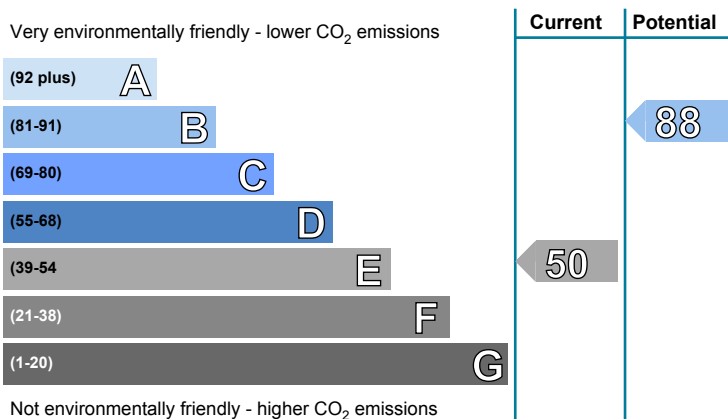 Current Potential
Very environmentally friendly - lower CO2 emissions
(92 plus) A
(81-91) B 88
(69-80) C
(55-68) D
(39-54 E 50
(21-38) F
(1-20) G
Not environmentally friendly - higher CO2 emissions